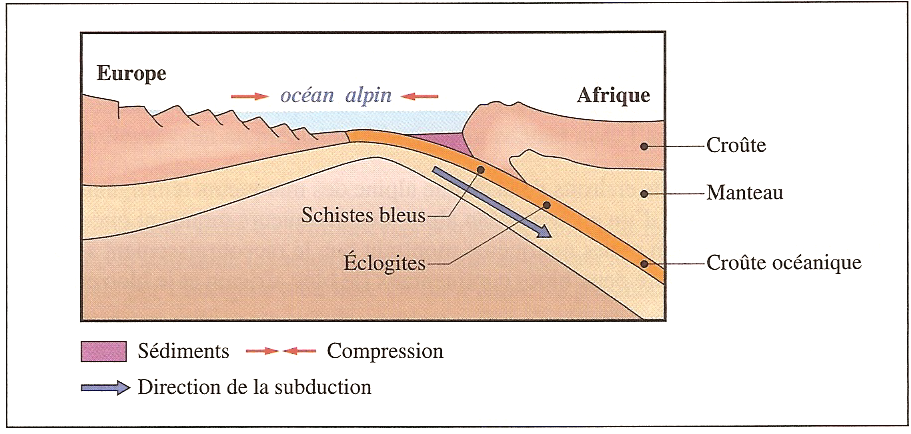 Europe
océan alpin
Afrique
Croûte
Manteau
Schistes bleus
Éclogites
Croûte océanique
Sédiments
Compression
Direction de la subduction